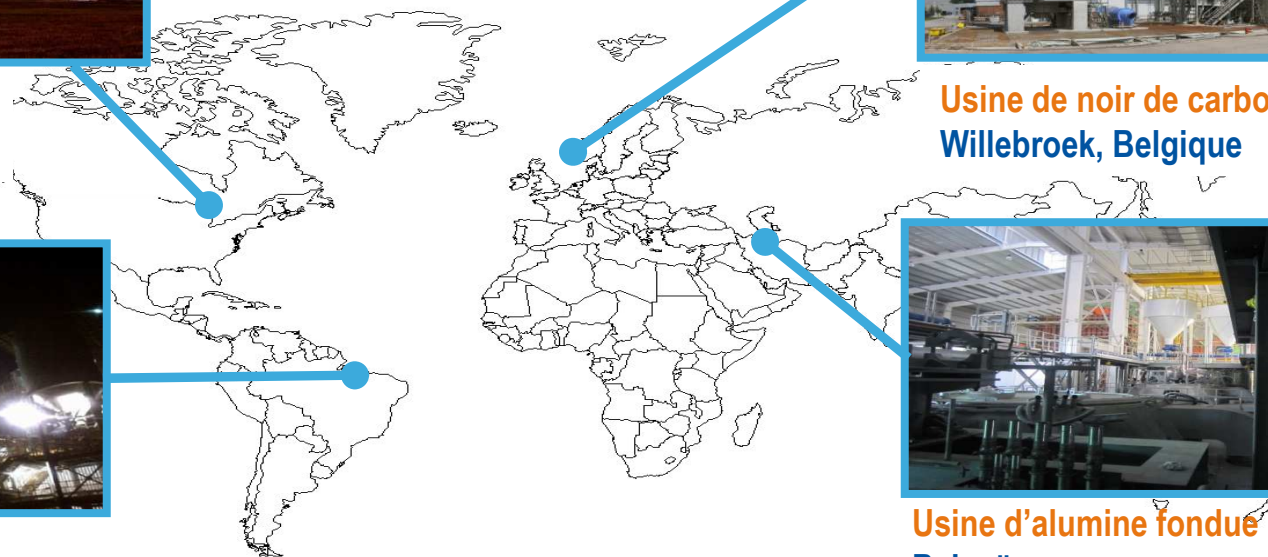 Usine de noir de carbo
Willebroek, Belgique
Usine d’alumine fondue